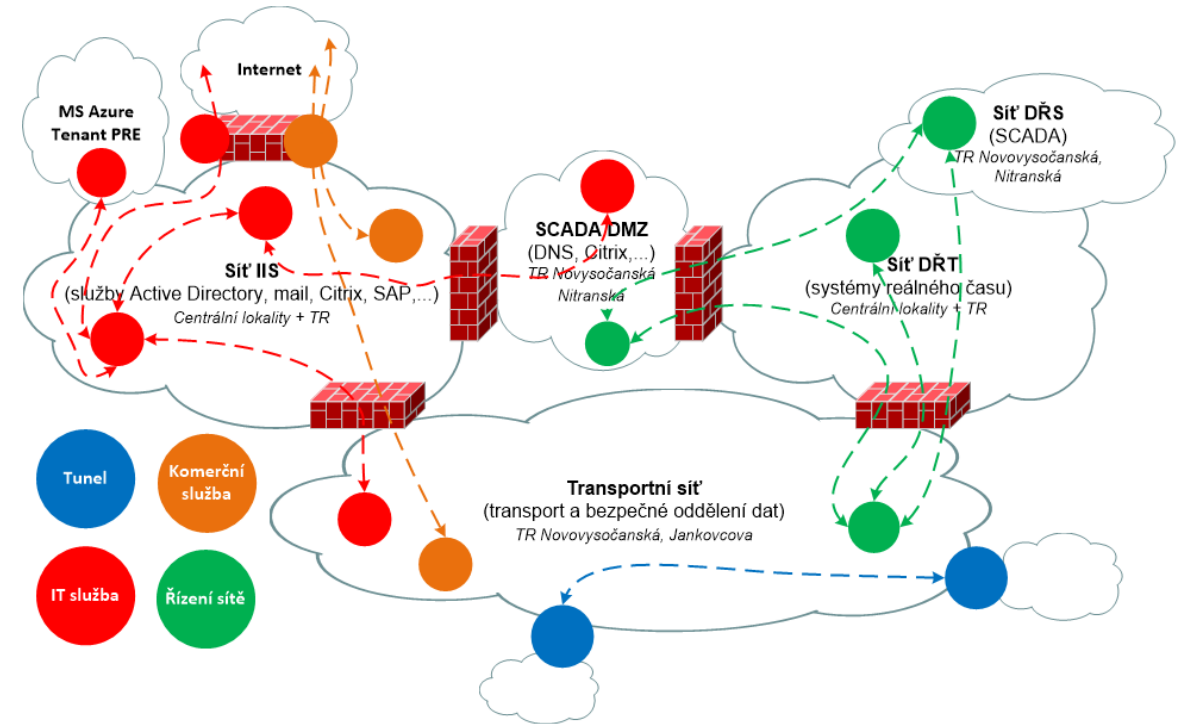 Internet
MS Azure
Tenant PRE
Síť DŘS
(SCADA)
TR Novovysočanská,
Nitranská
SCADA DMZ
(DNS, Citrix,...)
TR Novysočanská
Nitranská
Síť IIS
(služby Active Directory, mail, Citrix, SAP,...)
Centrální lokality + TR
Síť DŘT
(systémy reálného času)
Centrální lokality + TR
Transportní síť
(transport a bezpečné oddělení dat)
TR Novovysočanská, Jankovcova
Tunel
Komerční
služba
IT služba
Řízení sítě